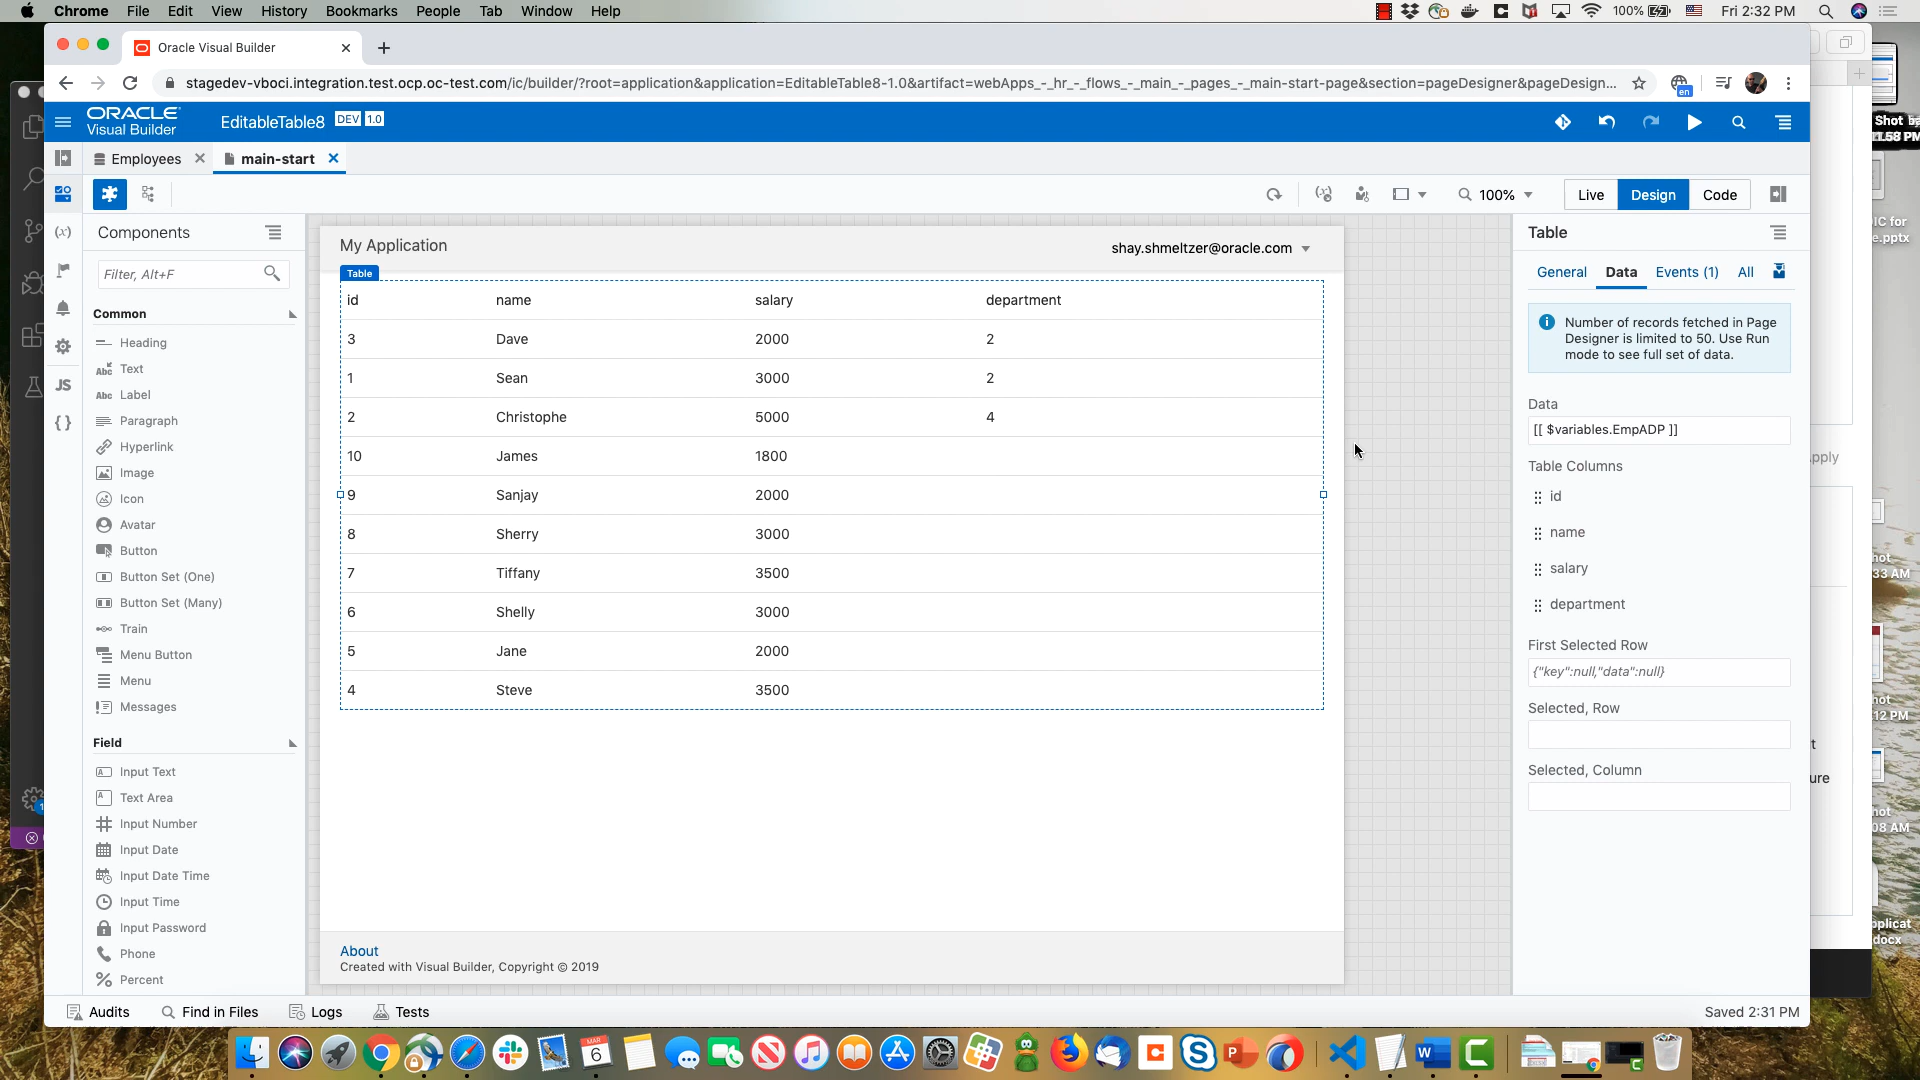 Chrome File Edit View History Bookmarks People Tab Window Help
100% Fri 2:32 PM
Oracle Visual Builder
stagedev-vboci.integration.test.ocp.oc-test.com/ic/builder/?root=application&application=EditableTable8-1.0&artifact=webApps_-_hr_-_flows_-_main_-_pages_-_main-start-page&section=pageDesigner&pageDesign...
en
ORACLE
Visual Builder
EditableTable8 DEV 1.0
Employees
main-start
100%
Live Design Code
Components
Filter, Alt+F
Common
Heading
Abc Text
Abc Label
Paragraph
Hyperlink
Image
Icon
Avatar
Button
Button Set (One)
Button Set (Many)
Train
Menu Button
Menu
Messages
Field
Input Text
Text Area
Input Number
Input Date
Input Date Time
Input Time
Input Password
Phone
Percent
(x)
JS
{ }
My Application
shay.shmeltzer@oracle.com
Table
id name salary department
3 Dave 2000 2
1 Sean 3000 2
2 Christophe 5000 4
10 James 1800
9 Sanjay 2000
8 Sherry 3000
7 Tiffany 3500
6 Shelly 3000
5 Jane 2000
4 Steve 3500
About
Created with Visual Builder, Copyright © 2019
Table
General Data Events (1) All
Number of records fetched in Page
Designer is limited to 50. Use Run
mode to see full set of data.
Data
[[ $variables.EmpADP ]]
Table Columns
id
name
salary
department
First Selected Row
{"key":null,"data":null}
Selected, Row
Selected, Column
Audits Find in Files Logs Tests
Saved 2:31 PM
MAR
6